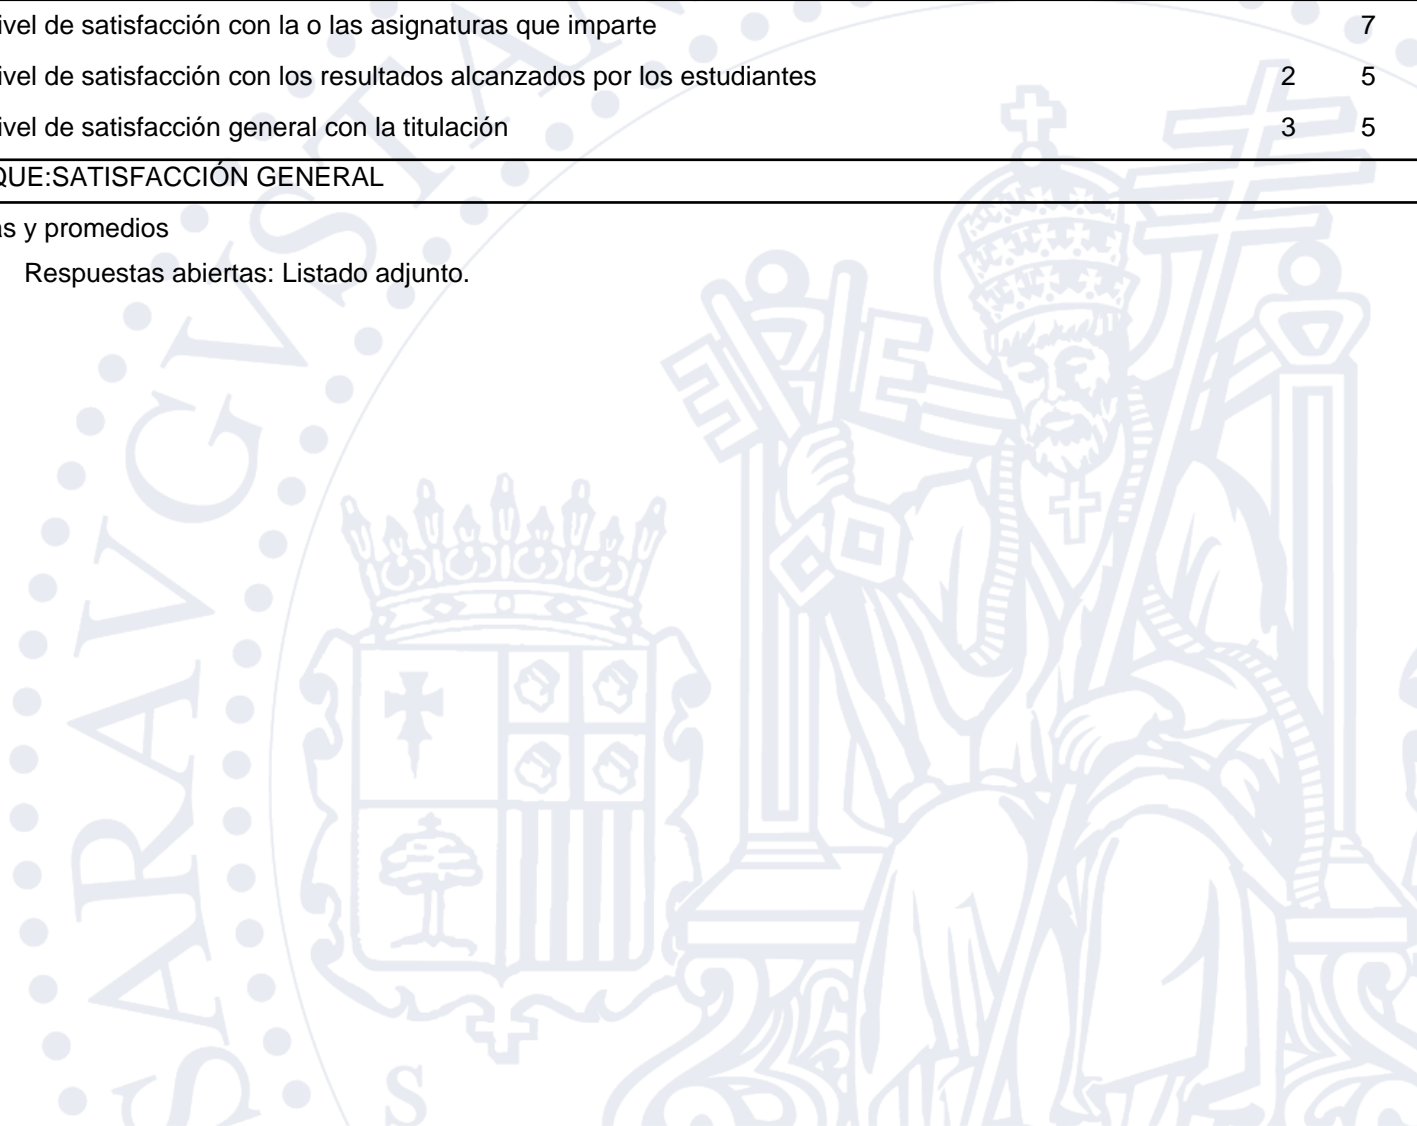 ivel de satisfacción con la o las asignaturas que imparte 7
ivel de satisfacción con los resultados alcanzados por los estudiantes 2 5
ivel de satisfacción general con la titulación 3 5
QUE:SATISFACCIÓN GENERAL
as y promedios
Respuestas abiertas: Listado adjunto.
SARAVGVSTAN
S